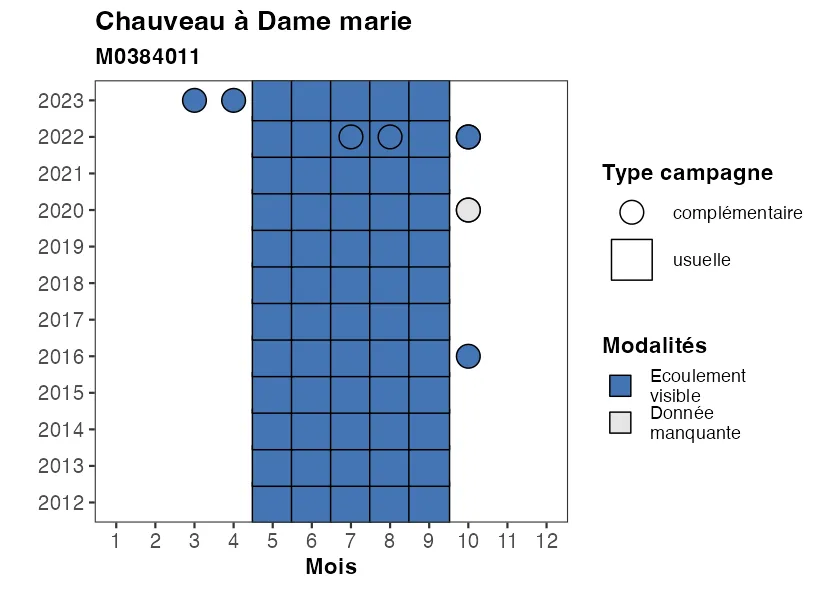 Chauveau à Dame marie
M0384011
2023
2022
2021
2020
2019
2018
2017
2016
2015
2014
2013
2012
1 2 3 4 5 6 7 8 9 10 11 12
Mois
Type campagne
complémentaire
usuelle
Modalités
Ecoulement
visible
Donnée
manquante